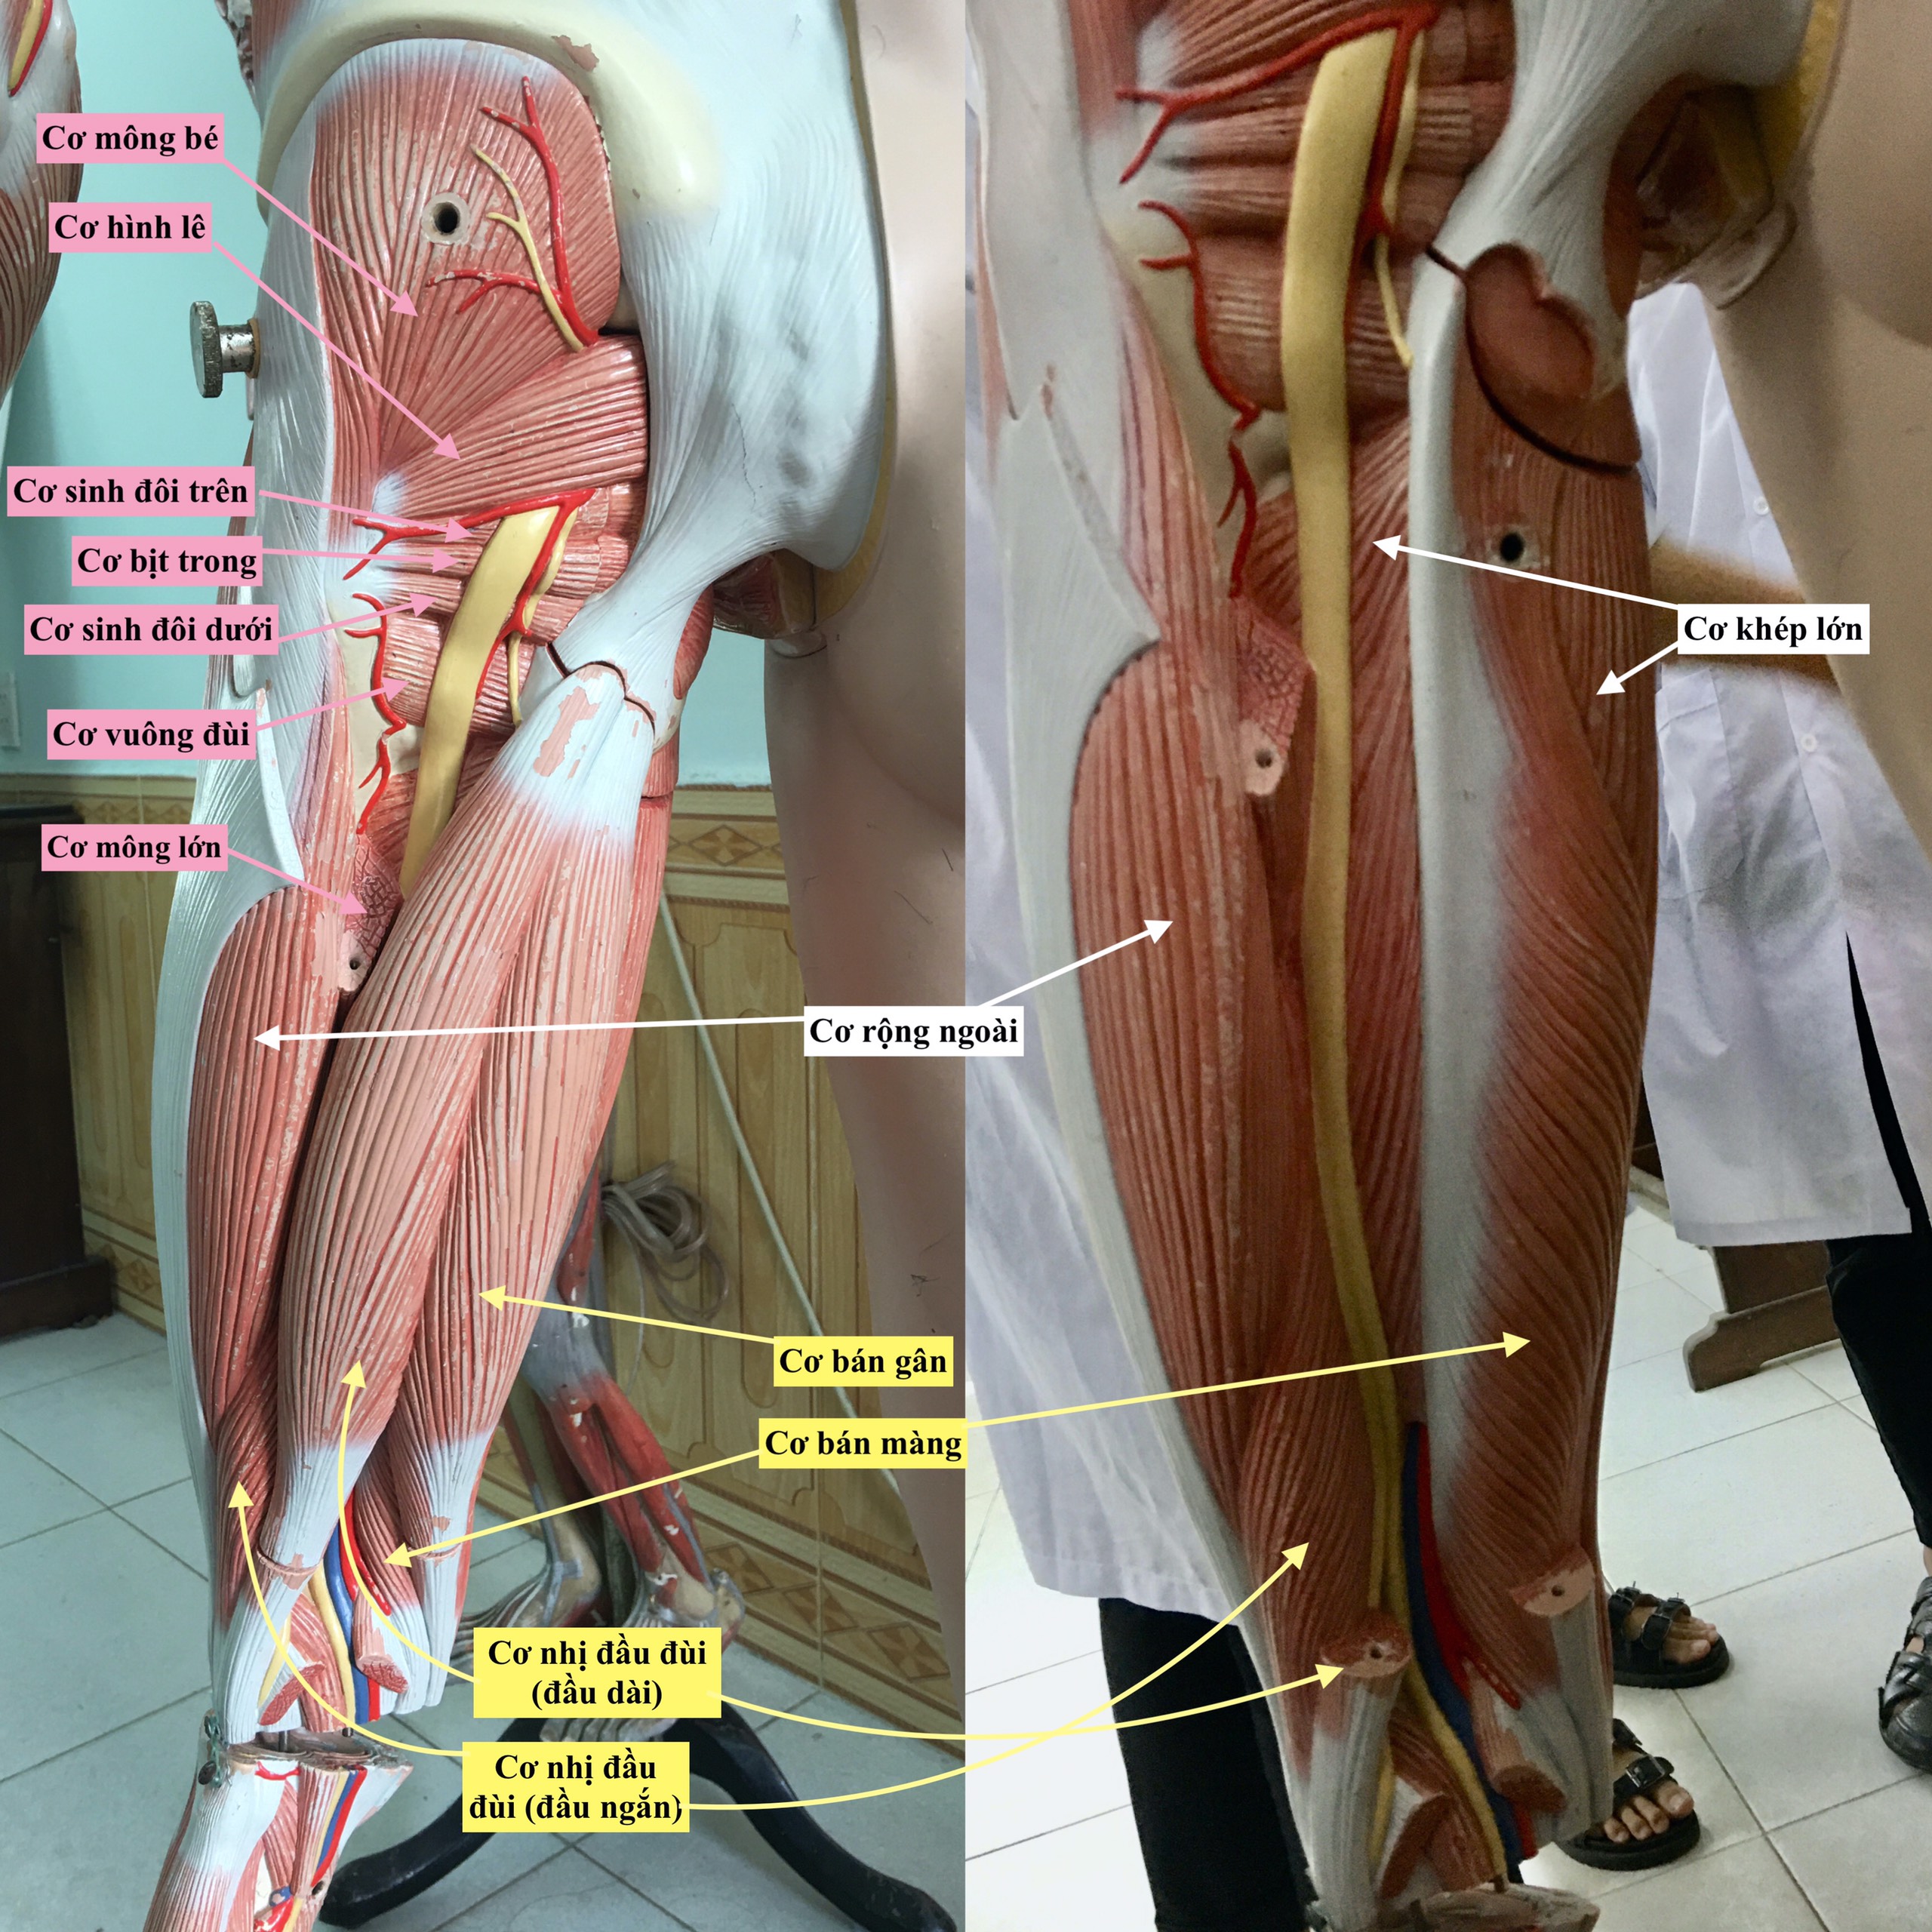 Cơ mông bé
Cơ hình lê
Cơ sinh đôi trên
Cơ bịt trong
Cơ sinh đôi dưới
Cơ vuông đùi
Cơ mông lớn
Cơ khép lớn
Cơ rộng ngoài
Cơ bán gân
Cơ bán màng
Cơ nhị đầu đùi
(đầu dài)
Cơ nhị đầu
đùi (đầu ngắn)